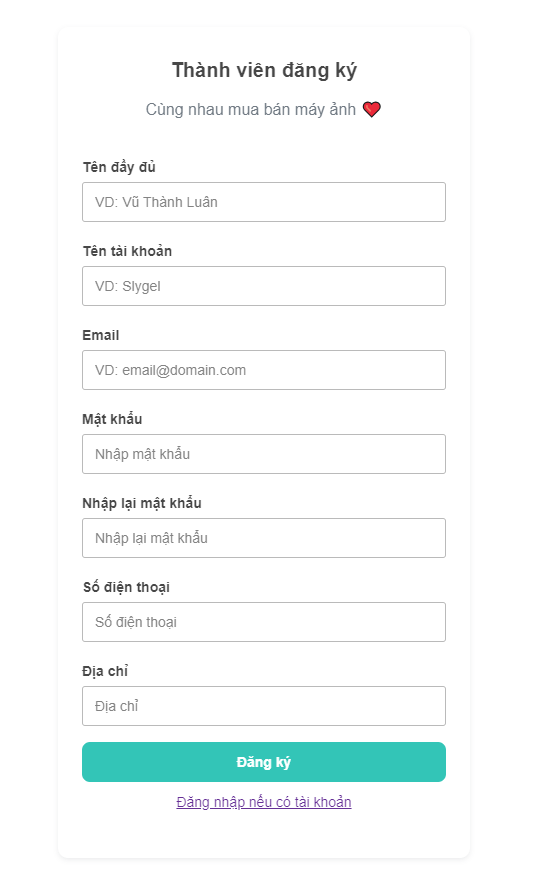 Thành viên đăng ký
Cùng nhau mua bán máy ảnh ❤️
Tên đầy đủ
VD: Vũ Thành Luân
Tên tài khoản
VD: Slygel
Email
VD: email@domain.com
Mật khẩu
Nhập mật khẩu
Nhập lại mật khẩu
Nhập lại mật khẩu
Số điện thoại
Số điện thoại
Địa chỉ
Địa chỉ
Đăng ký
Đăng nhập nếu có tài khoản